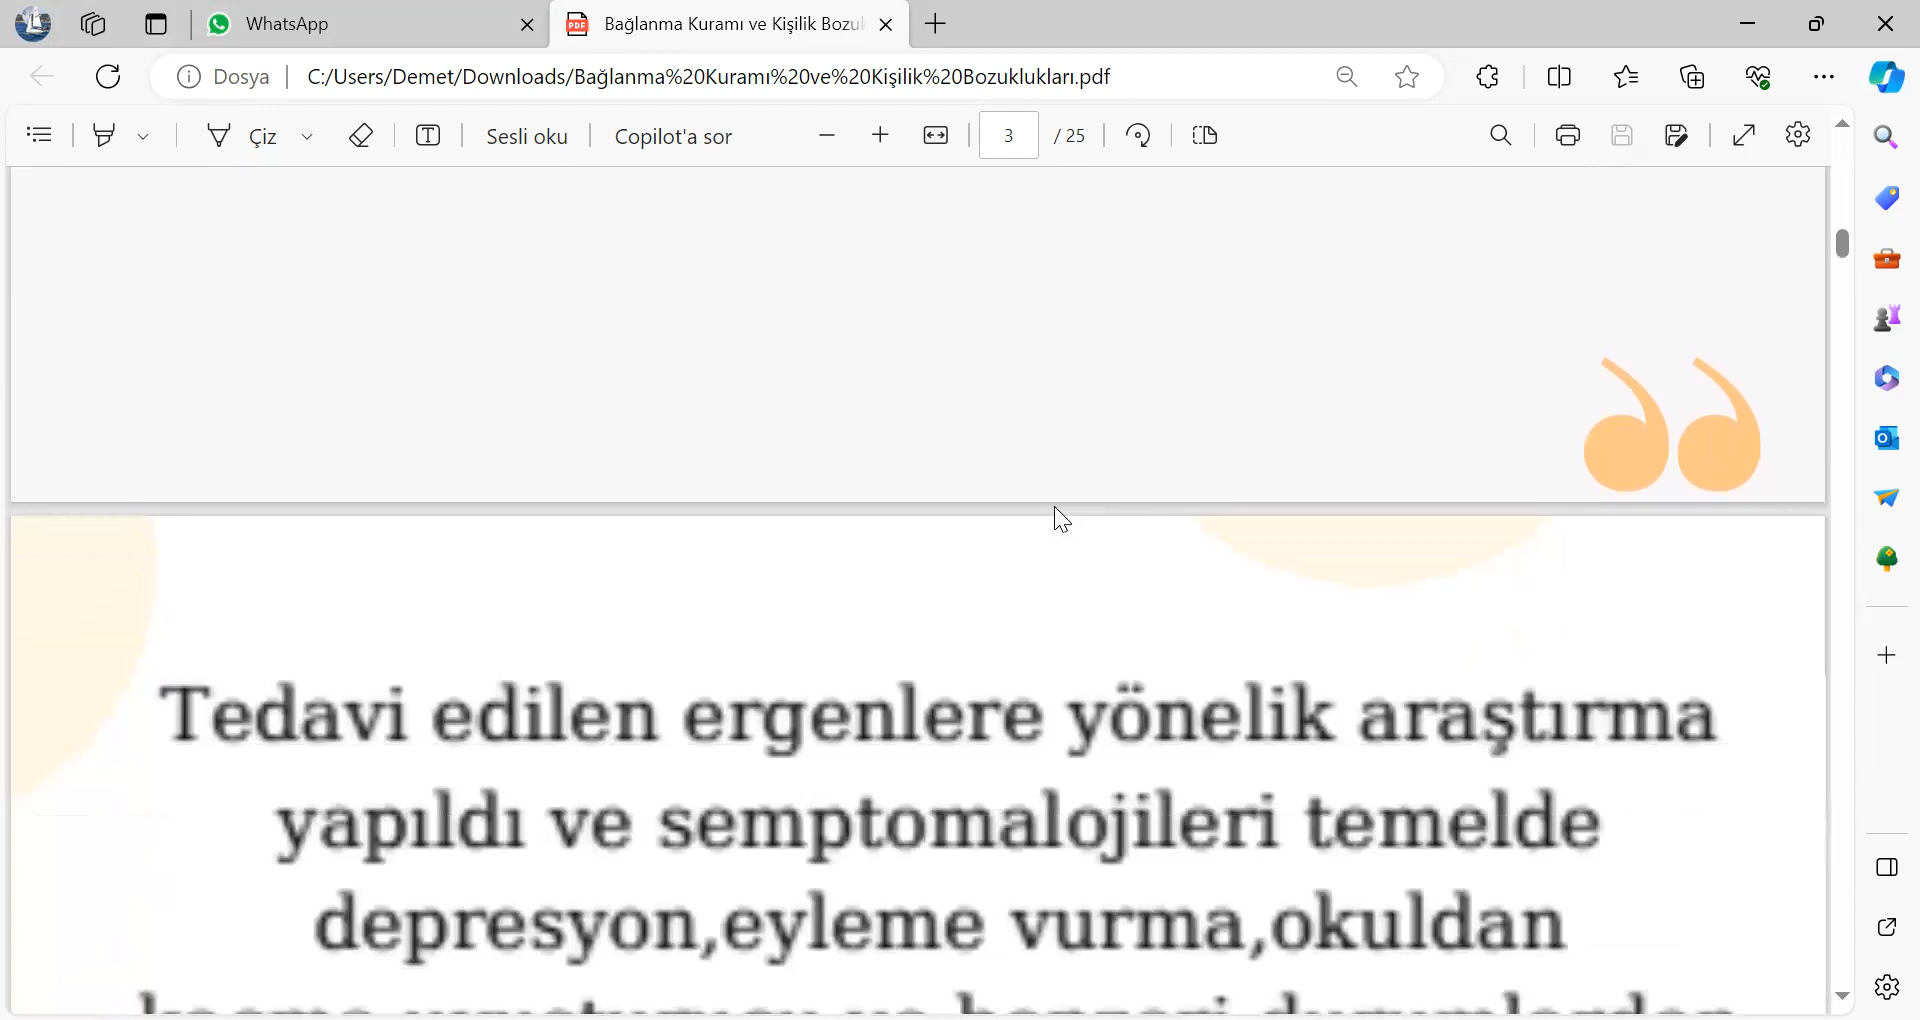 WhatsApp
Bağlanma Kuramı ve Kişilik Bozu
Dosya
C:/Users/Demet/Downloads/Bağlanma%20Kuramı%20ve%20Kişilik%20Bozuklukları.pdf
Çiz
Sesli oku
Copilot'a sor
3 / 25
Tedavi edilen ergenlere yönelik araştırma
yapıldı ve semptomalojileri temelde
depresyon,eyleme vurma,okuldan